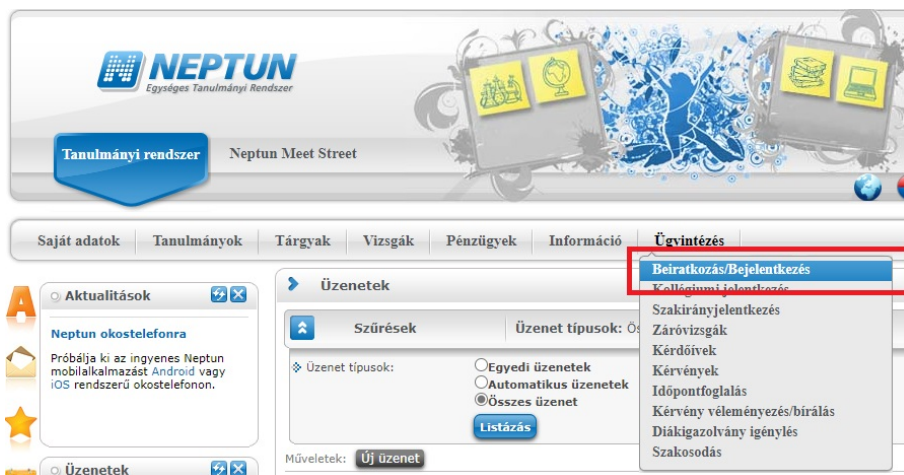 NEPTUN
Egységes Tanulmányi Rendszer
Tanulmányi rendszer
Neptun Meet Street
Saját adatok Tanulmányok Tárgyak Vizsgák Pénzügyek Információ Ügyintézés
Beiratkozás/Bejelentkezés
Kollégiumi jelentkezés
Szakirányjelentkezés
Záróvizsgák
Kérdőívek
Kérvények
Időpontfoglalás
Kérvény véleményezés/bírálás
Diákigazolvány igénylés
Szakosodás
Aktualitások
Neptun okostelefonra
Próbálja ki az ingyenes Neptun
mobilalkalmazást Android vagy
iOS rendszerű okostelefonon.
Üzenetek
Üzenetek
Szűrések Üzenet típusok: Ös
Üzenet típusok:
Egyedi üzenetek
Automatikus üzenetek
Összes üzenet
Listázás
Műveletek: Új üzenet